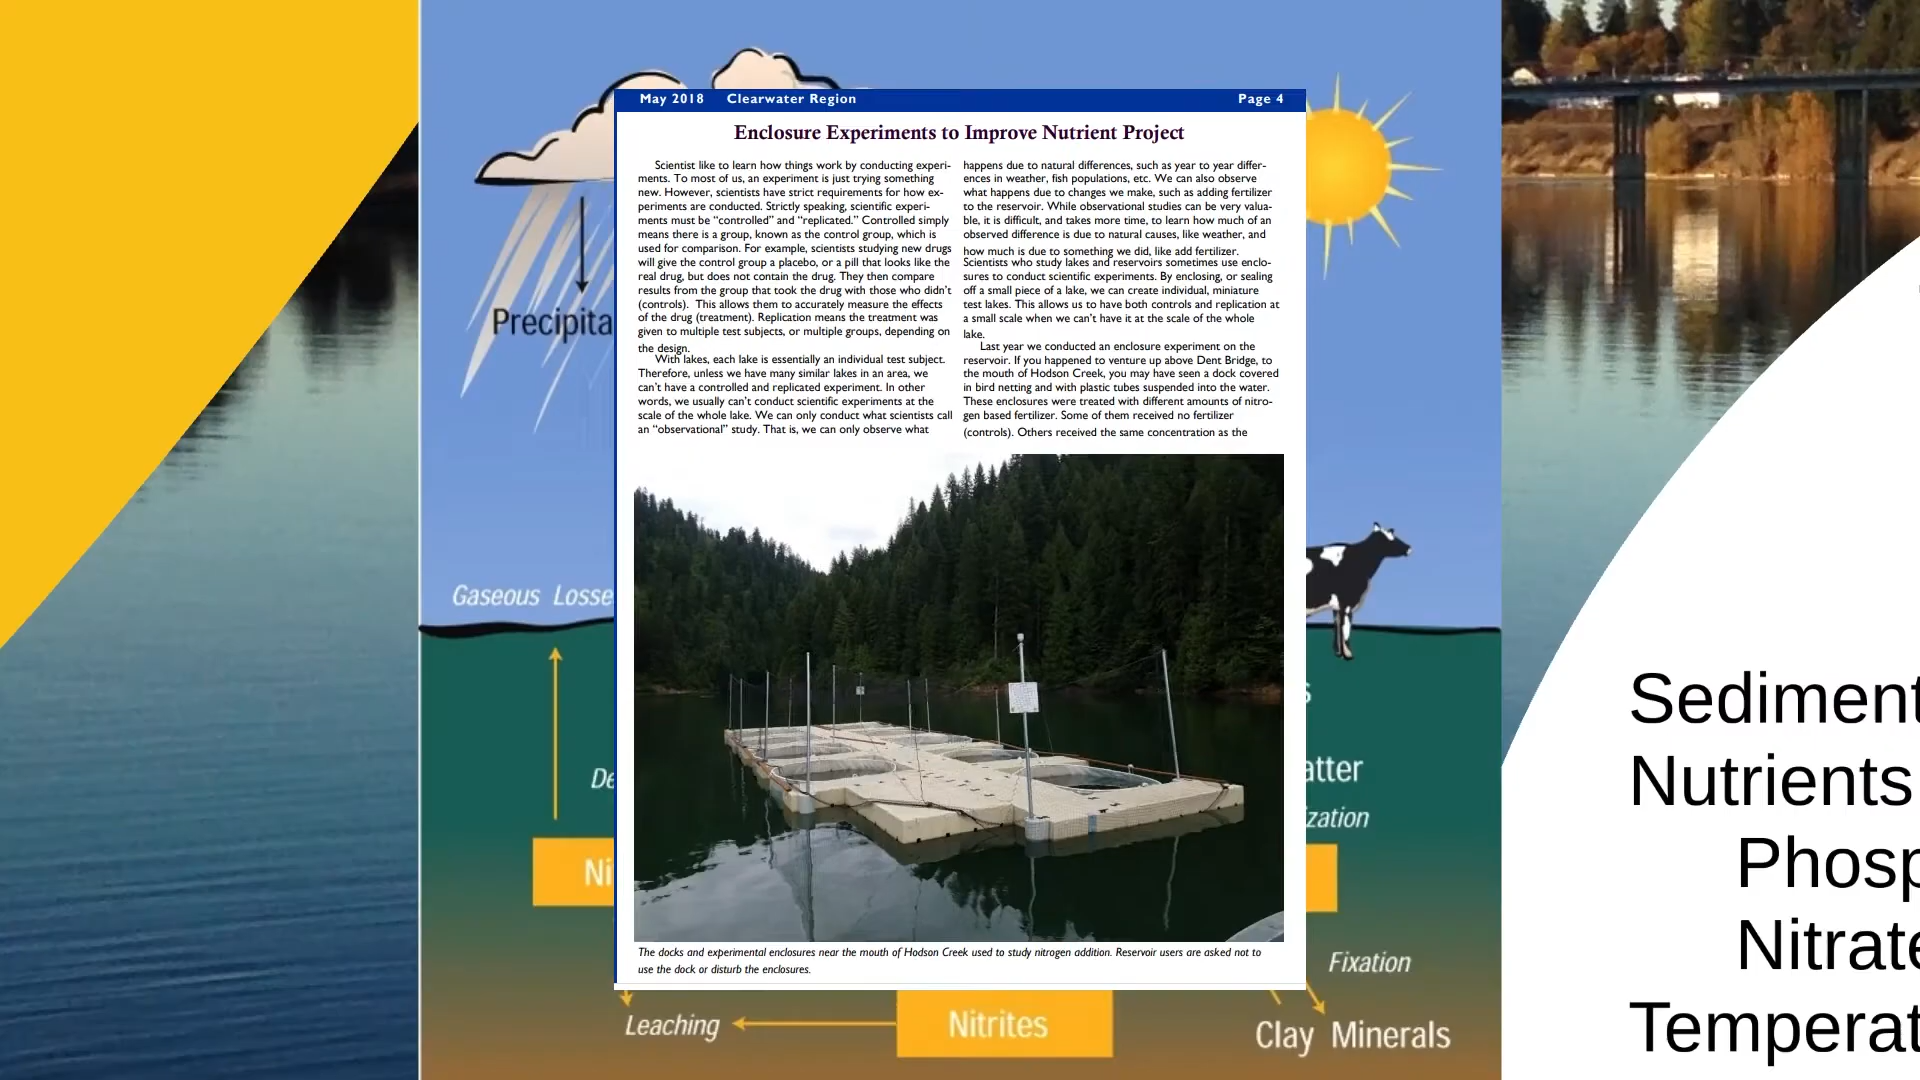 May 2018 Clearwater Region Page 4
Enclosure Experiments to Improve Nutrient Project
Scientist like to learn how things work by conducting experi-
ments. To most of us, an experiment is just trying something
new. However, scientists have strict requirements for how ex-
periments are conducted. Strictly speaking, scientific experi-
ments must be “controlled” and “replicated.” Controlled simply
means there is a group, known as the control group, which is
used for comparison. For example, scientists studying new drugs
will give the control group a placebo, or a pill that looks like the
real drug, but does not contain the drug. They then compare
results from the group that took the drug with those who didn’t
(controls). This allows them to accurately measure the effects
of the drug (treatment). Replication means the treatment was
given to multiple test subjects, or multiple groups, depending on
the design.
With lakes, each lake is essentially an individual test subject.
Therefore, unless we have many similar lakes in an area, we
can’t have a controlled and replicated experiment. In other
words, we usually can’t conduct scientific experiments at the
scale of the whole lake. We can only conduct what scientists call
an “observational” study. That is, we can only observe what
happens due to natural differences, such as year to year differ-
ences in weather, fish populations, etc. We can also observe
what happens due to changes we make, such as adding fertilizer
to the reservoir. While observational studies can be very valua-
ble, it is difficult, and takes more time, to learn how much of an
observed difference is due to natural causes, like weather, and
how much is due to something we did, like add fertilizer.
Scientists who study lakes and reservoirs sometimes use enclo-
sures to conduct scientific experiments. By enclosing, or sealing
off a small piece of a lake, we can create individual, miniature
test lakes. This allows us to have both controls and replication at
a small scale when we can’t have it at the scale of the whole
lake.
Last year we conducted an enclosure experiment on the
reservoir. If you happened to venture up above Dent Bridge, to
the mouth of Hodson Creek, you may have seen a dock covered
in bird netting and with plastic tubes suspended into the water.
These enclosures were treated with different amounts of nitro-
gen based fertilizer. Some of them received no fertilizer
(controls). Others received the same concentration as the
The docks and experimental enclosures near the mouth of Hodson Creek used to study nitrogen addition. Reservoir users are asked not to
use the dock or disturb the enclosures.
Precipita
Gaseous Losse
De
Ni
Leaching
Nitrites
s
atter
ization
Fixation
Clay Minerals
Sediment
Nutrients
Phosp
Nitrate
Temperat